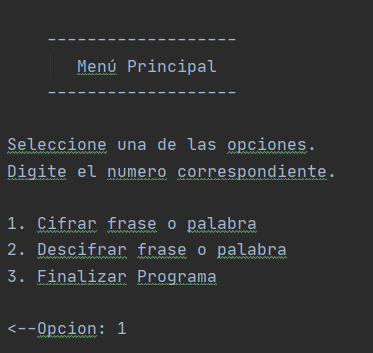 -------------------
Menú Principal
-------------------
Seleccione una de las opciones.
Digite el numero correspondiente.
1. Cifrar frase o palabra
2. Descifrar frase o palabra
3. Finalizar Programa
<--Opcion: 1